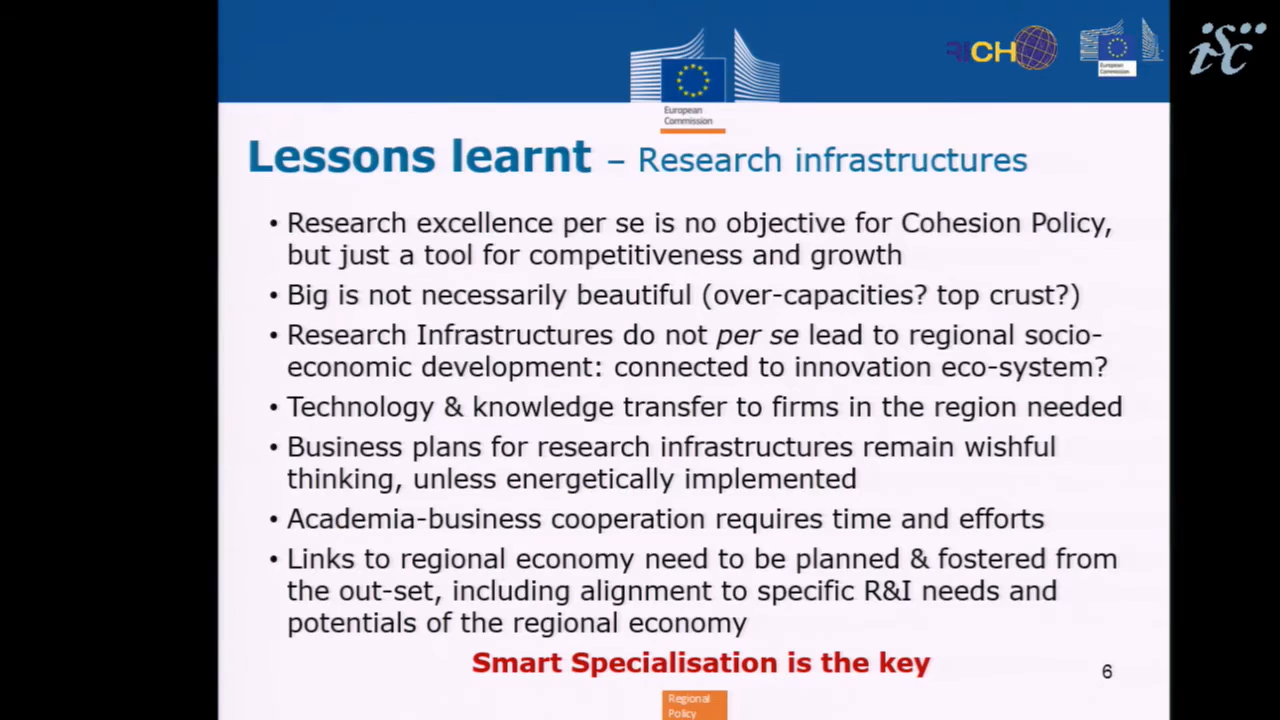 RICH
European
Commission
isc
European
Commission
Lessons learnt – Research infrastructures
• Research excellence per se is no objective for Cohesion Policy,
but just a tool for competitiveness and growth
• Big is not necessarily beautiful (over-capacities? top crust?)
• Research Infrastructures do not per se lead to regional socio-
economic development: connected to innovation eco-system?
• Technology & knowledge transfer to firms in the region needed
• Business plans for research infrastructures remain wishful
thinking, unless energetically implemented
• Academia-business cooperation requires time and efforts
• Links to regional economy need to be planned & fostered from
the out-set, including alignment to specific R&I needs and
potentials of the regional economy
Smart Specialisation is the key
6
Regional
Policy